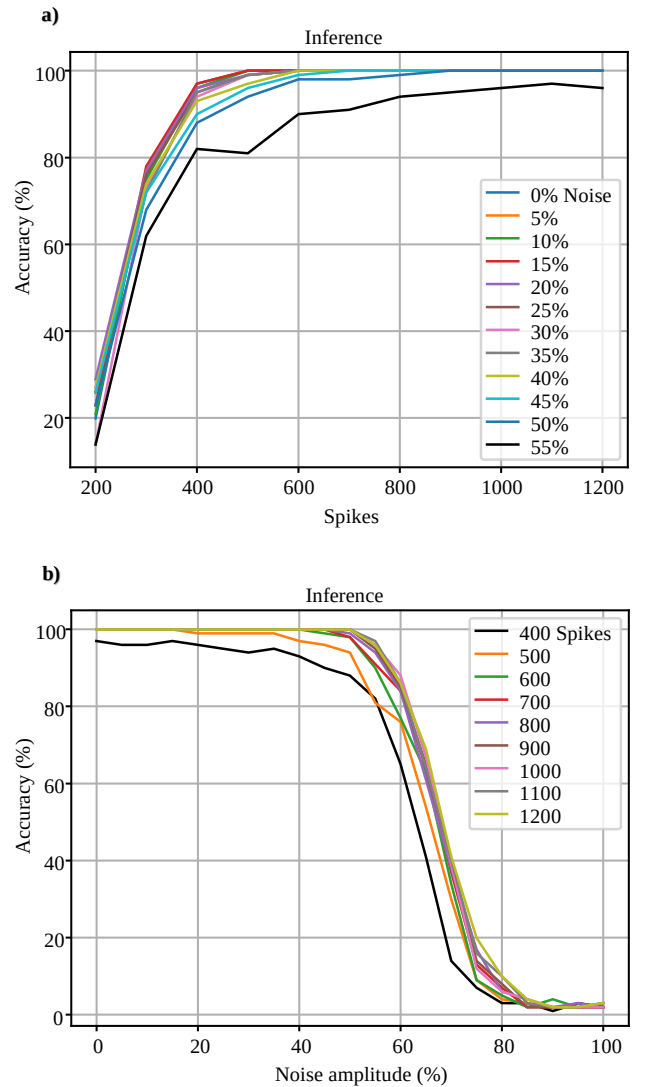 a)
Inference
Accuracy (%)
100
80
60
40
20
0% Noise
5%
10%
15%
20%
25%
30%
35%
40%
45%
50%
55%
200 400 600 800 1000 1200
Spikes
b)
Inference
Accuracy (%)
100
80
60
40
20
0
400 Spikes
500
600
700
800
900
1000
1100
1200
0 20 40 60 80 100
Noise amplitude (%)